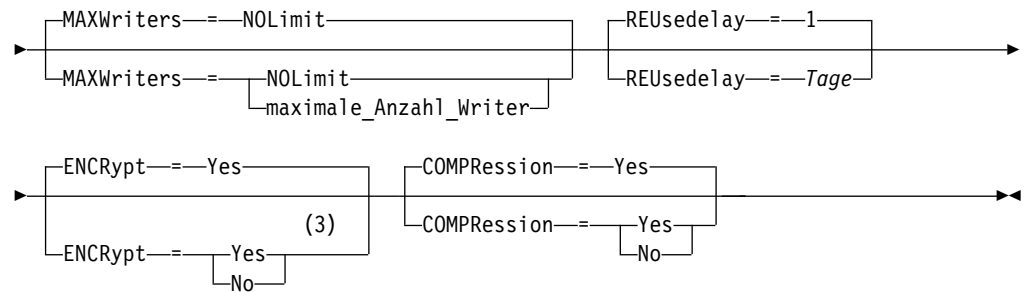 MAXWriters = NOLimit REUsedelay = 1
MAXWriters = NOLimit REUsedelay = Tage
maximale_Anzahl_Writer
ENCRypt = Yes COMPRession = Yes
(3)
ENCRypt = Yes COMPRession = Yes
No No